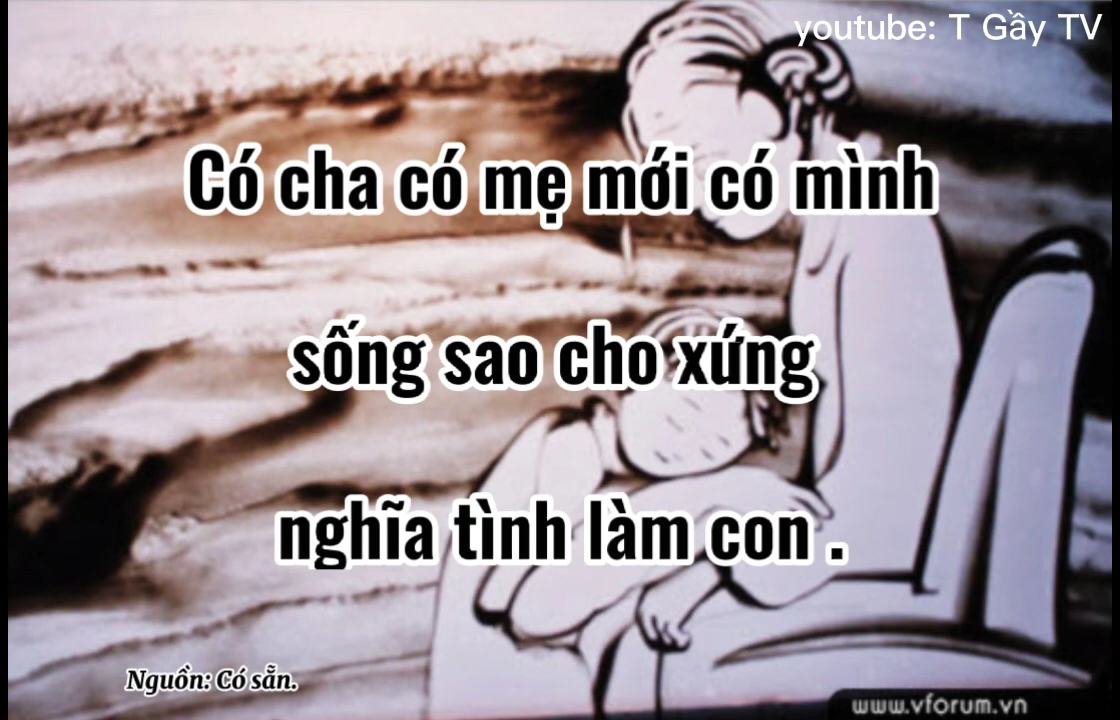 youtube: T Gầy TV
Có cha có mẹ mới có mình
sống sao cho xứng
nghĩa tình làm con .
Nguồn: Có sẵn.
www.vforum.vn